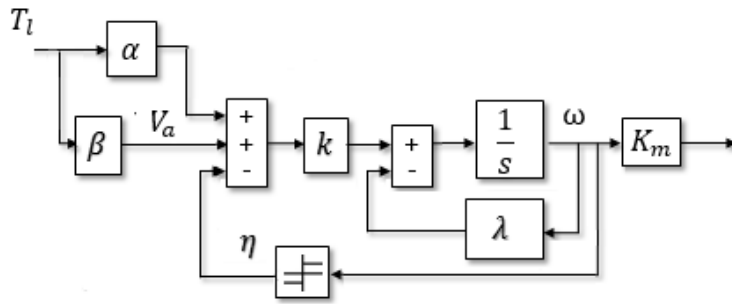 T_l
α
β
V_a
+
+
-
k
+
-
1/s
ω
K_m
λ
η